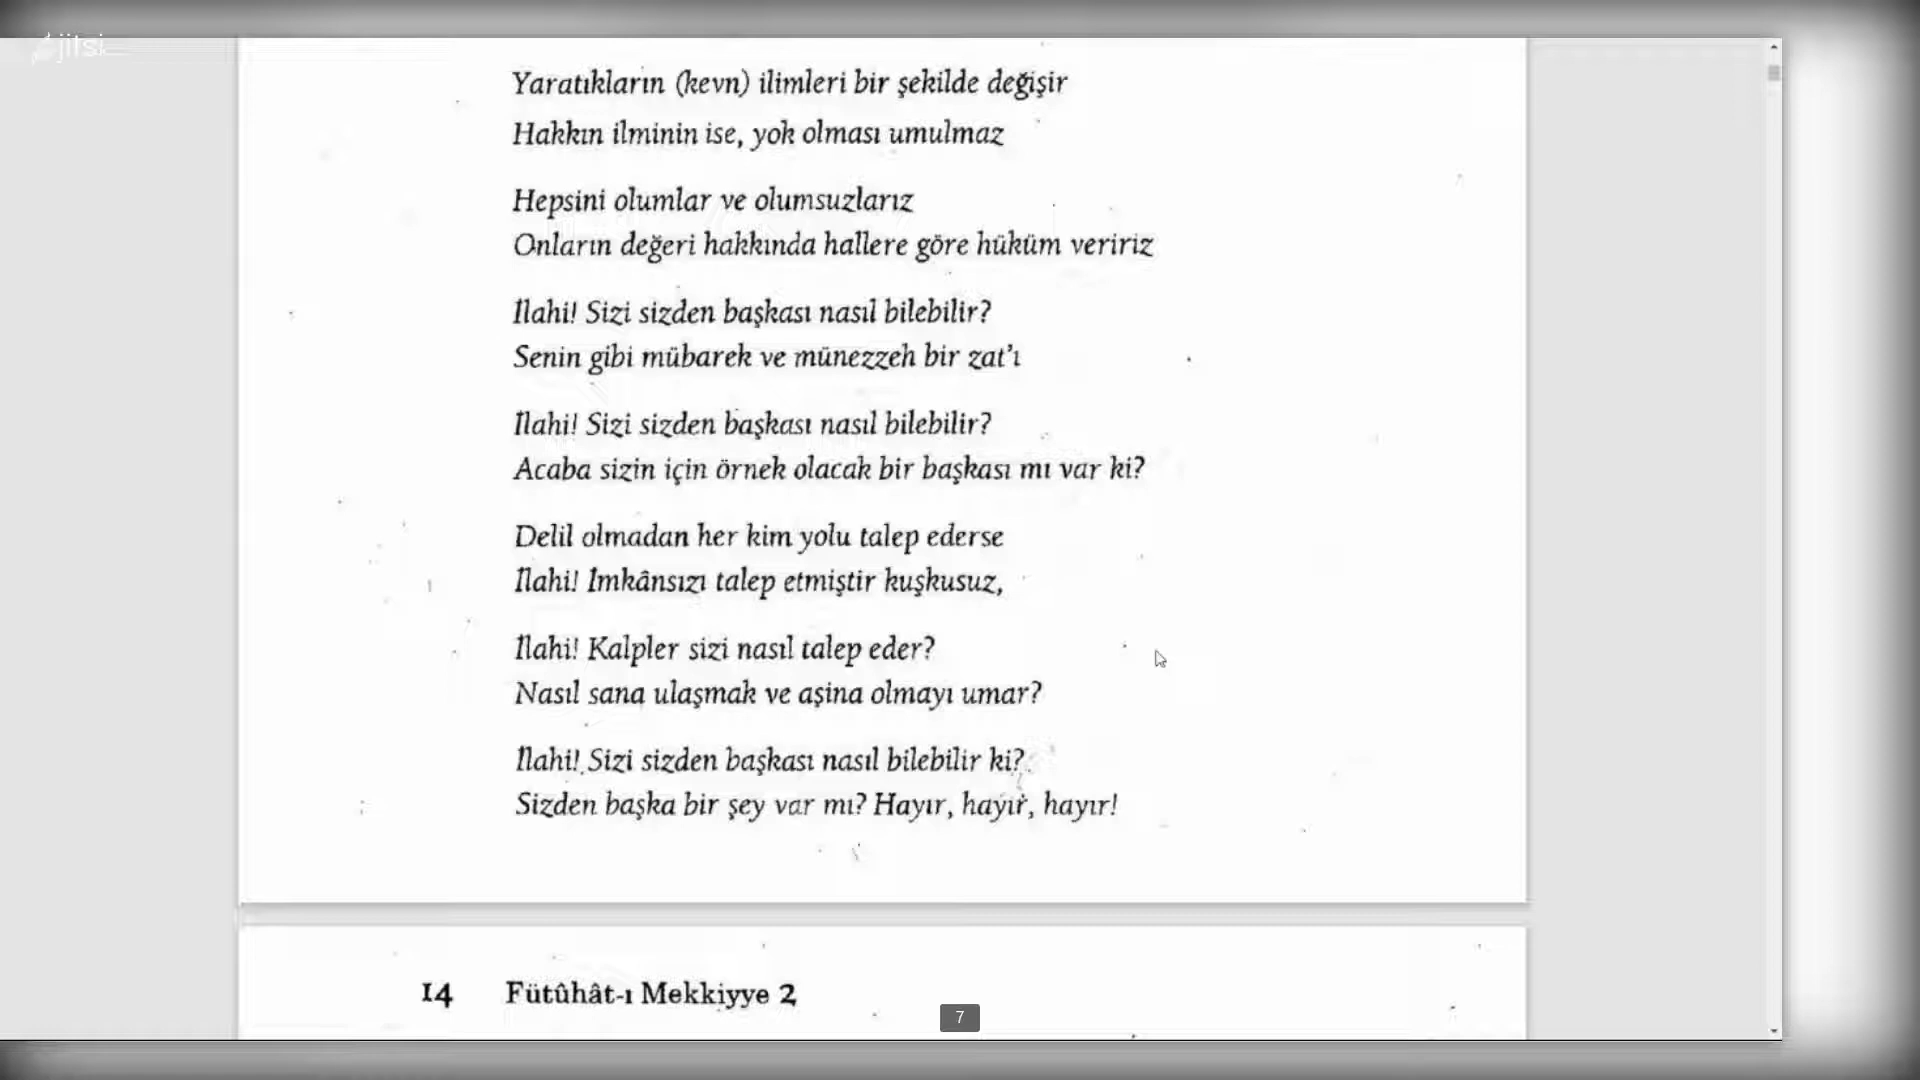 jitsi
Yaratıkların (kevn) ilimleri bir şekilde değişir
Hakkın ilminin ise, yok olması umulmaz
Hepsini olumlar ve olumsuzlarız
Onların değeri hakkında hallere göre hüküm veririz
İlahi! Sizi sizden başkası nasıl bilebilir?
Senin gibi mübarek ve münezzeh bir zat’ı
İlahi! Sizi sizden başkası nasıl bilebilir?
Acaba sizin için örnek olacak bir başkası mı var ki?
Delil olmadan her kim yolu talep ederse
İlahi! İmkânsızı talep etmiştir kuşkusuz,
İlahi! Kalpler sizi nasıl talep eder?
Nasıl sana ulaşmak ve aşina olmayı umar?
İlahi! Sizi sizden başkası nasıl bilebilir ki?
Sizden başka bir şey var mı? Hayır, hayır, hayır!
14 Fütûhât-ı Mekkiyye 2
7